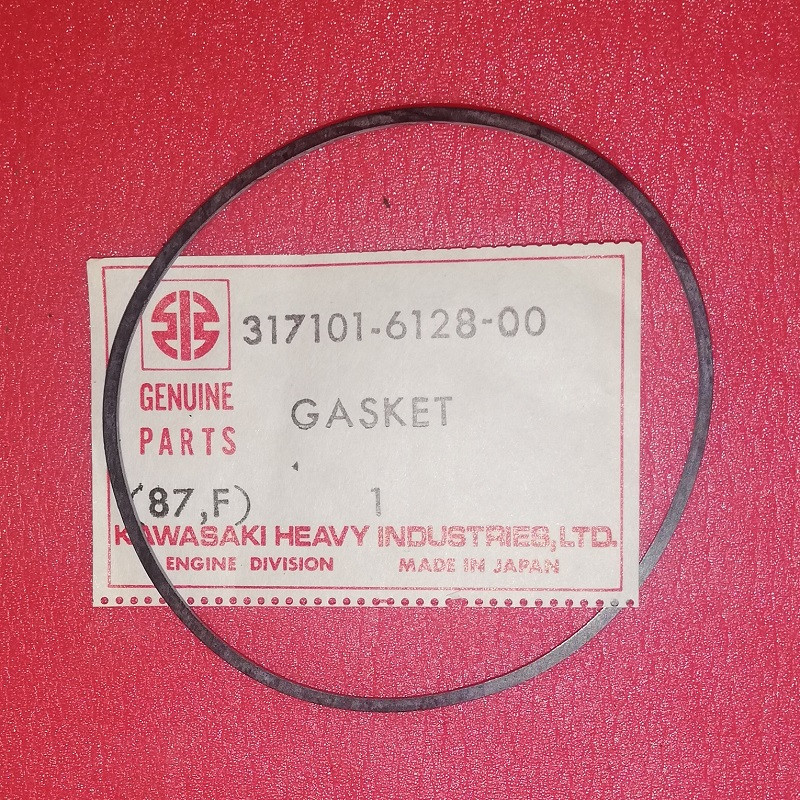 317101-6128-00
GENUINE
PARTS
GASKET
(87,F) 1
KAWASAKI HEAVY INDUSTRIES,LTD.
ENGINE DIVISION MADE IN JAPAN